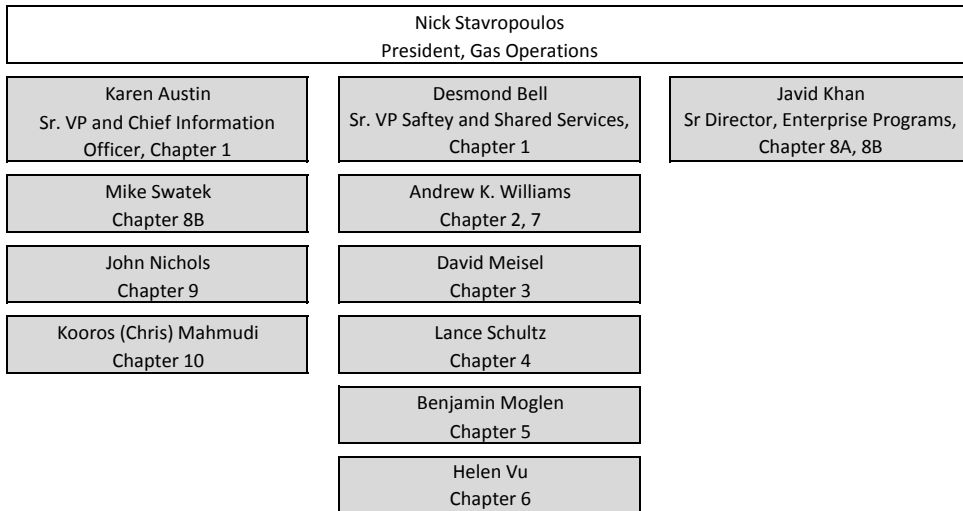 Nick Stavropoulos
President, Gas Operations
Karen Austin
Sr. VP and Chief Information
Officer, Chapter 1
Mike Swatek
Chapter 8B
John Nichols
Chapter 9
Kooros (Chris) Mahmudi
Chapter 10
Desmond Bell
Sr. VP Saftey and Shared Services,
Chapter 1
Andrew K. Williams
Chapter 2, 7
David Meisel
Chapter 3
Lance Schultz
Chapter 4
Benjamin Moglen
Chapter 5
Helen Vu
Chapter 6
Javid Khan
Sr Director, Enterprise Programs,
Chapter 8A, 8B